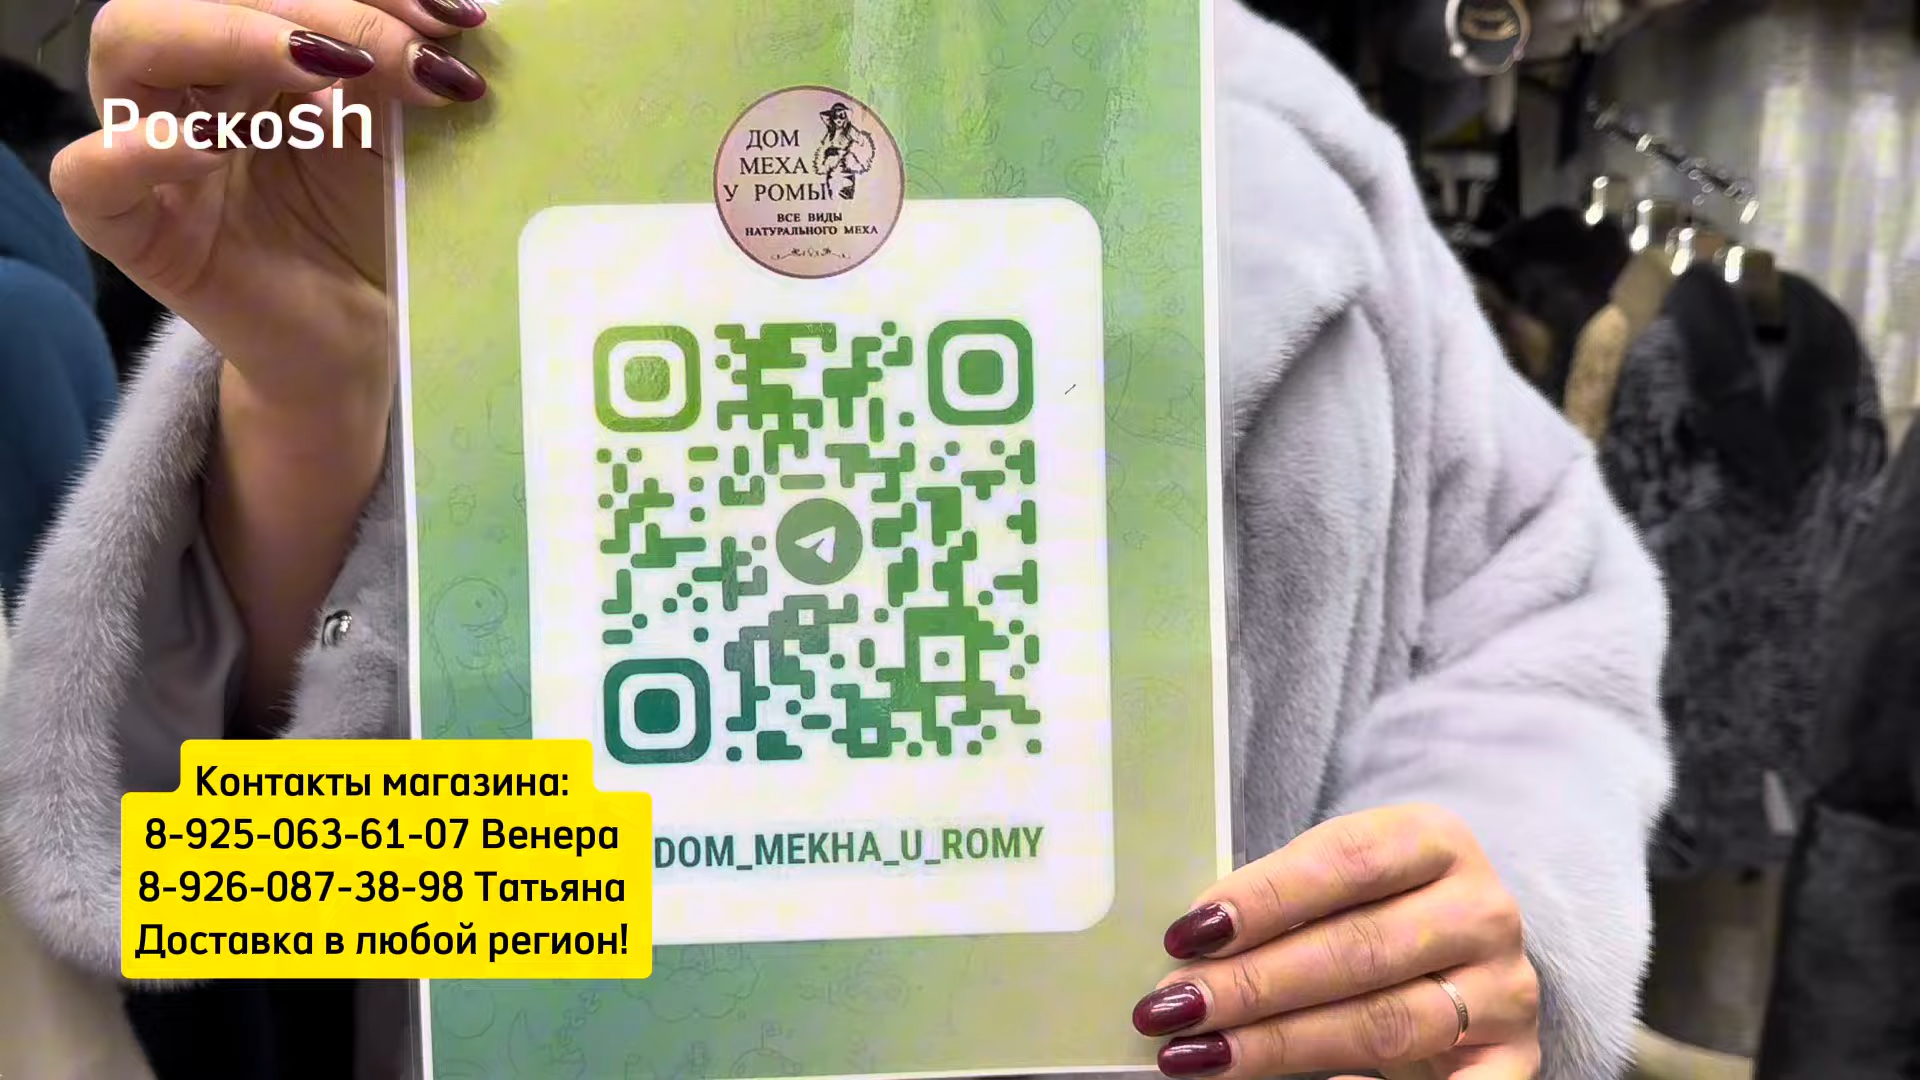 Роскоsh
ДОМ
МЕХА
У РОМЫ
ВСЕ ВИДЫ
НАТУРАЛЬНОГО МЕХА
DOM_MEKHA_U_ROMY
Контакты магазина:
8-925-063-61-07 Венера
8-926-087-38-98 Татьяна
Доставка в любой регион!